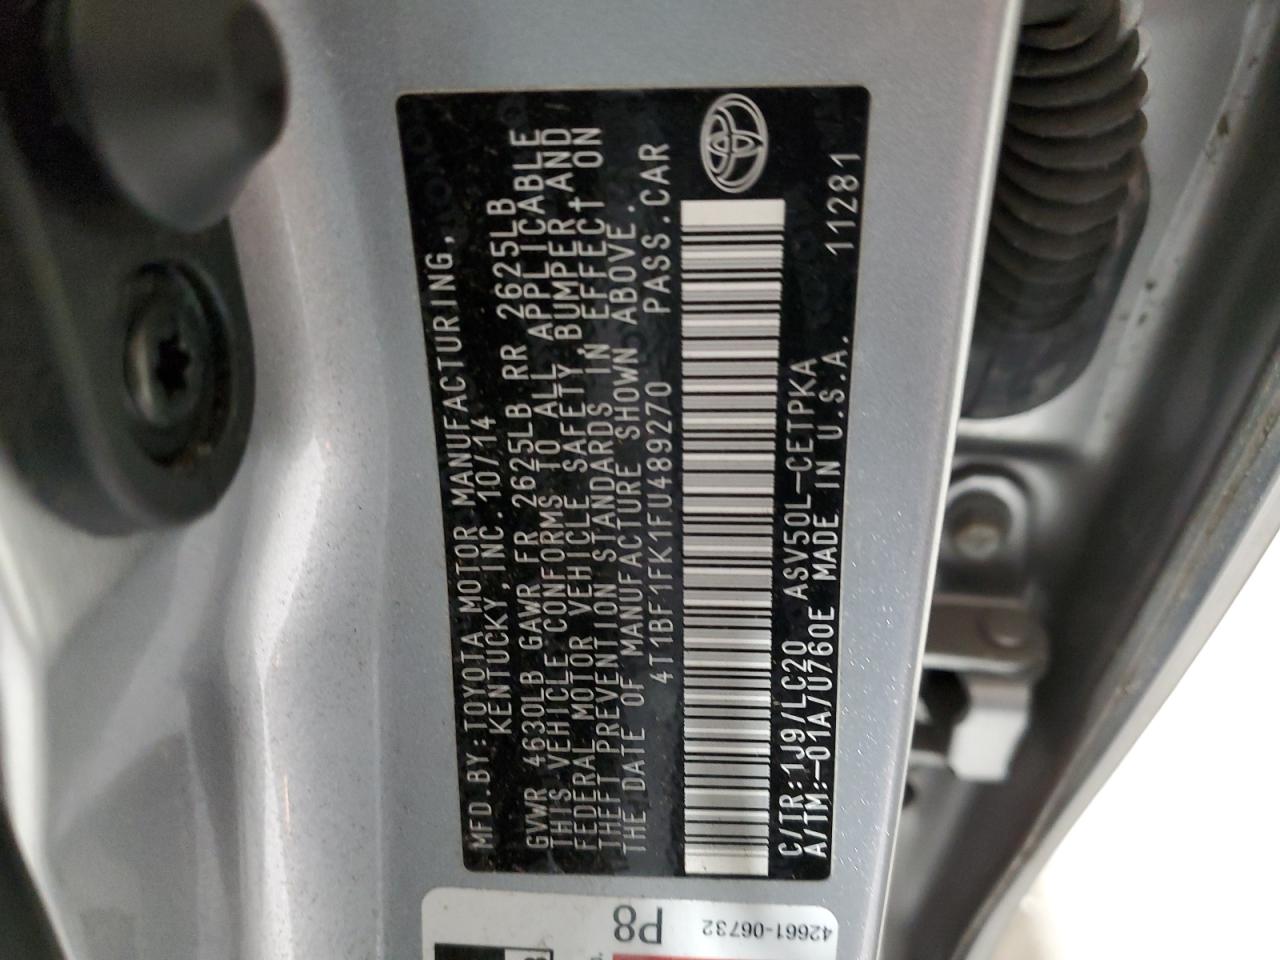 MFD.BY:TOYOTA MOTOR MANUFACTURING,
KENTUCKY, INC.10/14
GVWR 4630LB GAWR FR 2625LB RR 2625LB
THIS VEHICLE CONFORMS TO ALL APPLICABLE
FEDERAL MOTOR VEHICLE SAFETY,BUMPER,AND
THEFT PREVENTION STANDARDS IN EFFECT ON
THE DATE OF MANUFACTURE SHOWN ABOVE.
4T1BF1FK1FU489270 PASS.CAR
C/TR:1J9/LC20 ASV50L-CETPKA
A/TM:-01A/U760E MADE IN U.S.A. 11281
P8
42661-06732